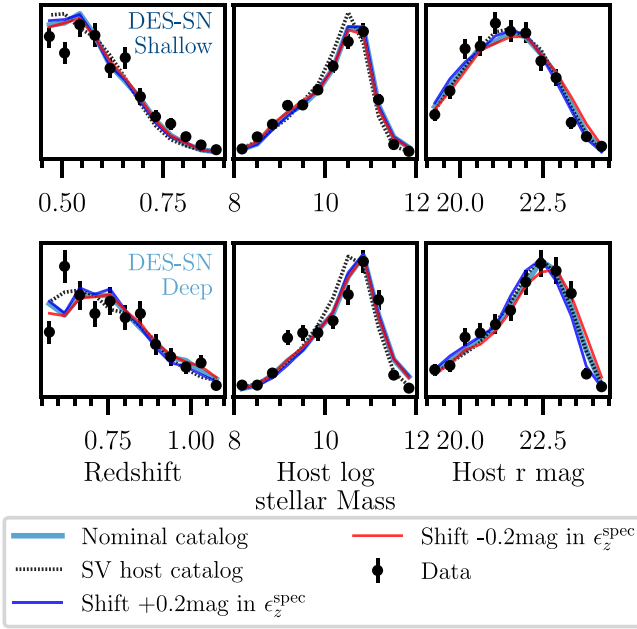 DES-SN
Shallow
0.50 0.75 8 10 12 20.0 22.5
DES-SN
Deep
0.75 1.00 8 10 12 20.0 22.5
Redshift Host log stellar Mass Host r mag
Nominal catalog
SV host catalog
Shift +0.2mag in ϵ_z^spec
Shift -0.2mag in ϵ_z^spec
Data